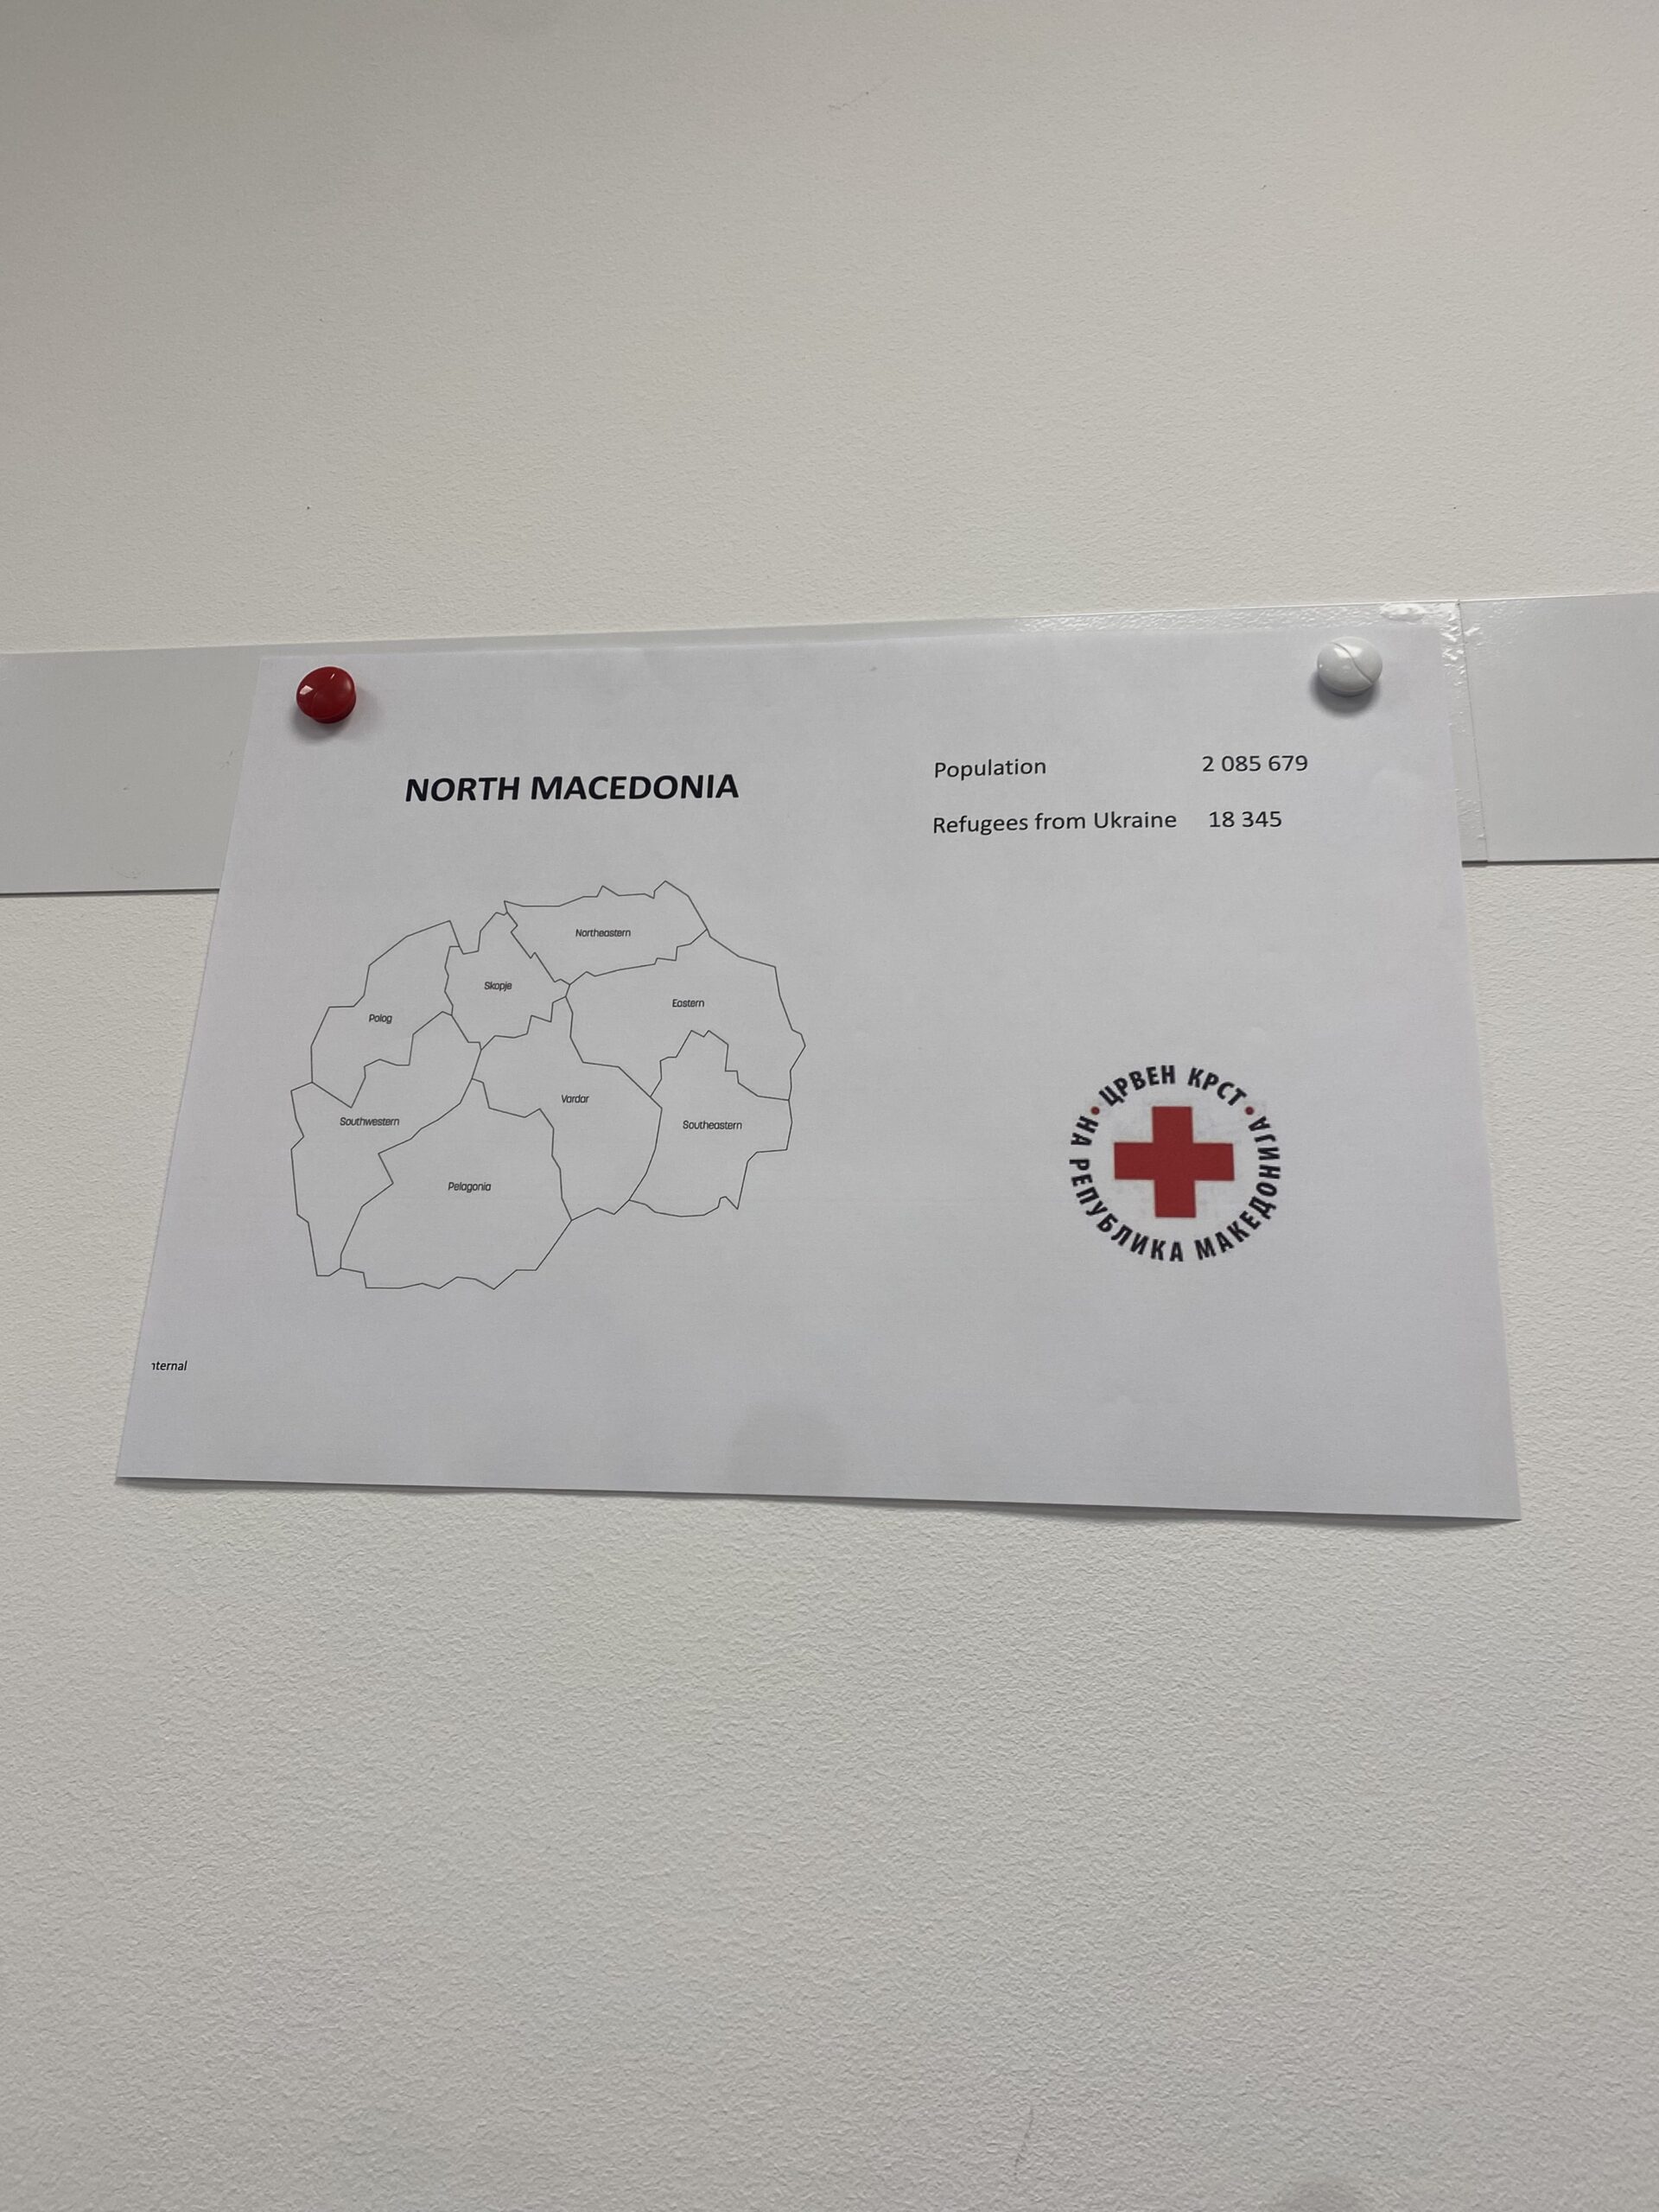 NORTH MACEDONIA
Population 2 085 679
Refugees from Ukraine 18 345
Northeastern
Skopje
Eastern
Polog
Vardar
Southwestern
Southeastern
Pelagonia
ЦРВЕН КРСТ
НА РЕПУБЛИКА МАКЕДОНИЈА
nternal